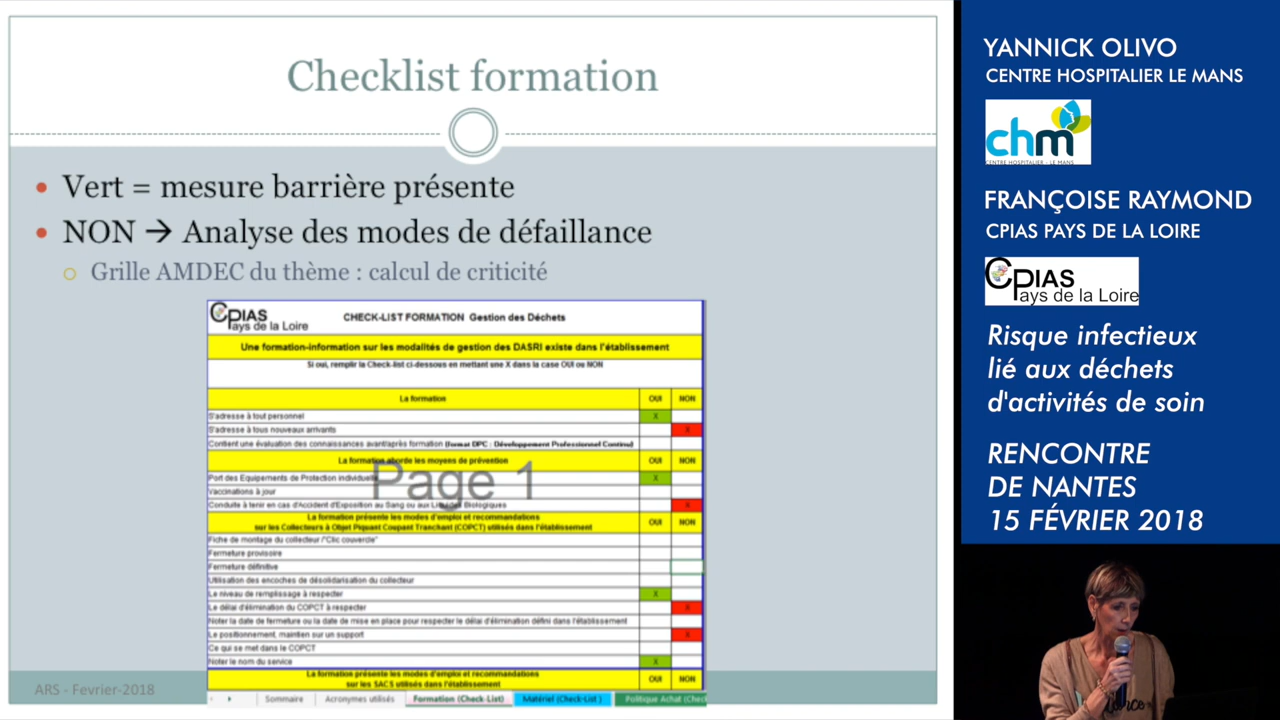 Checklist formation
Vert = mesure barrière présente
NON → Analyse des modes de défaillance
Grille AMDEC du thème : calcul de criticité
CPIAS
Pays de la Loire
CHECK-LIST FORMATION Gestion des Déchets
Une formation-information sur les modalités de gestion des DASRI existe dans l'établissement
Si oui, remplir la Check-list ci-dessous en mettant une X dans la case OUI ou NON
La formation OUI NON
S'adresse à tout personnel X
S'adresse à tous nouveaux arrivants X
Contient une évaluation des connaissances avant/après formation (format DPC : Développement Professionnel Continu)
La formation aborde les moyens de prévention OUI NON
Port des Equipements de Protection individuelle X
Vaccinations à jour
Conduite à tenir en cas d'Accident d'Exposition au Sang ou aux Liquides Biologiques X
Page 1
La formation présente les modes d'emploi et recommandations
sur les Collecteurs à Objet Piquant Coupant Tranchant (COPCT) utilisés dans l'établissement OUI NON
Fiche de montage du collecteur /"Clic couvercle"
Fermeture provisoire
Fermeture définitive
Utilisation des encoches de désolidarisation du collecteur
Le niveau de remplissage à respecter X
Le délai d'élimination du COPCT à respecter X
Noter la date de fermeture ou la date de mise en place pour respecter le délai d'élimination défini dans l'établissement
Le positionnement, maintien sur un support X
Ce qui se met dans le COPCT
Noter le nom du service X
La formation présente les modes d'emploi et recommandations
sur les SACS utilisés dans l'établissement OUI NON
Sommaire Acronymes utilisés Formation (Check-List) Matériel (Check-List) Politique Achat (Chec
ARS - Fevrier-2018
YANNICK OLIVO
CENTRE HOSPITALIER LE MANS
chm
CENTRE HOSPITALIER - LE MANS
FRANÇOISE RAYMOND
CPIAS PAYS DE LA LOIRE
CPIAS
Pays de la Loire
Risque infectieux
lié aux déchets
d'activités de soin
RENCONTRE
DE NANTES
15 FÉVRIER 2018